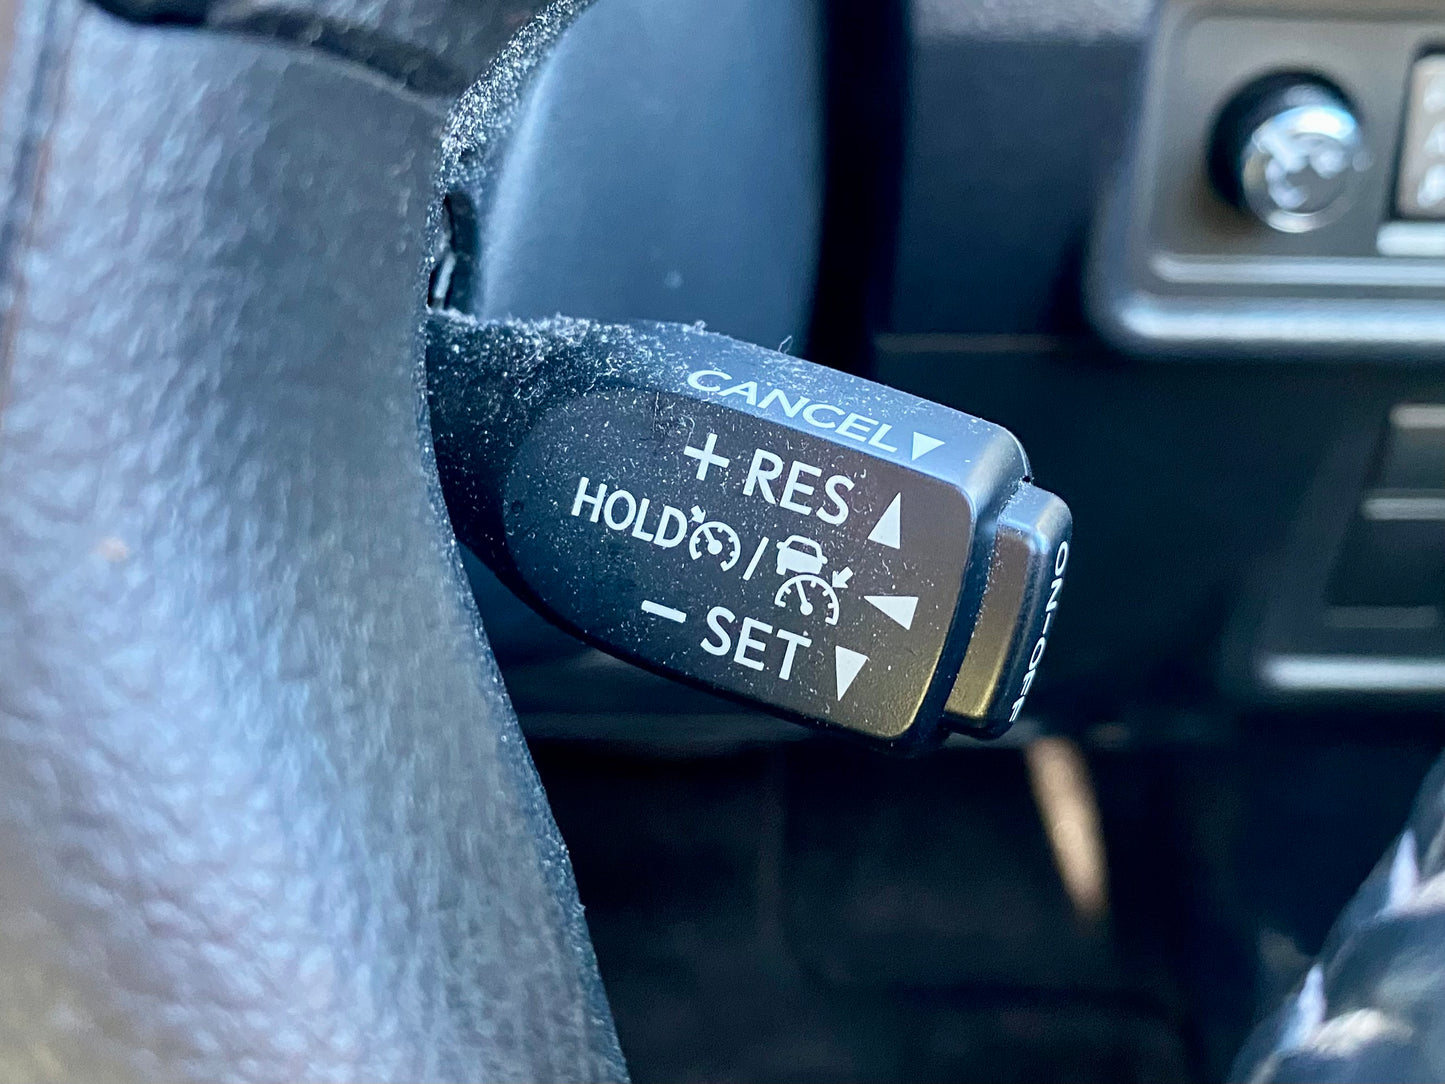 CANCEL▼
+ RES ▲
HOLD / ◀
− SET ▼
ON-OFF